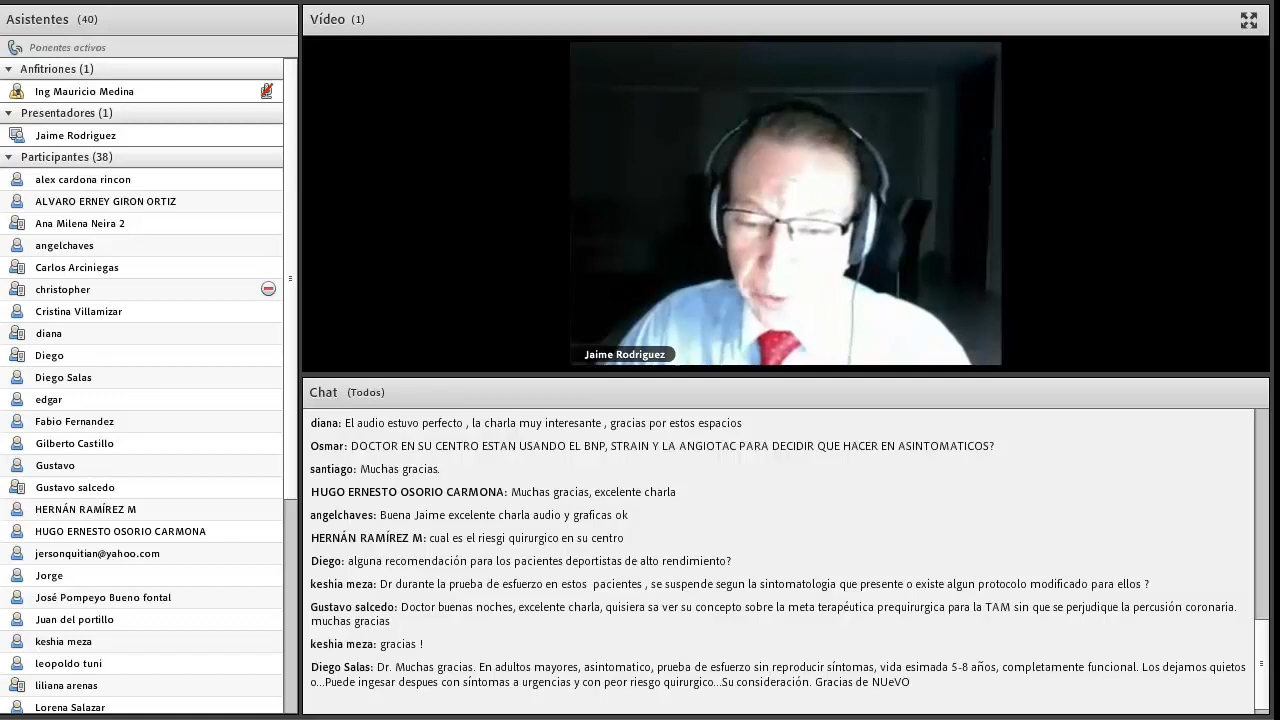 Asistentes (40)
Ponentes activos
Anfitriones (1)
Ing Mauricio Medina
Presentadores (1)
Jaime Rodriguez
Participantes (38)
alex cardona rincon
ALVARO ERNEY GIRON ORTIZ
Ana Milena Neira 2
angelchaves
Carlos Arciniegas
christopher
Cristina Villamizar
diana
Diego
Diego Salas
edgar
Fabio Fernandez
Gilberto Castillo
Gustavo
Gustavo salcedo
HERNÁN RAMÍREZ M
HUGO ERNESTO OSORIO CARMONA
jersonquitian@yahoo.com
Jorge
José Pompeyo Bueno fontal
Juan del portillo
keshia meza
leopoldo tuni
liliana arenas
Lorena Salazar
Vídeo (1)
Jaime Rodriguez
Chat (Todos)
diana: El audio estuvo perfecto , la charla muy interesante , gracias por estos espacios
Osmar: DOCTOR EN SU CENTRO ESTAN USANDO EL BNP, STRAIN Y LA ANGIOTAC PARA DECIDIR QUE HACER EN ASINTOMATICOS?
santiago: Muchas gracias.
HUGO ERNESTO OSORIO CARMONA: Muchas gracias, excelente charla
angelchaves: Buena Jaime excelente charla audio y graficas ok
HERNÁN RAMÍREZ M: cual es el riesgi quirurgico en su centro
Diego: alguna recomendación para los pacientes deportistas de alto rendimiento?
keshia meza: Dr durante la prueba de esfuerzo en estos pacientes , se suspende segun la sintomatologia que presente o existe algun protocolo modificado para ellos ?
Gustavo salcedo: Doctor buenas noches, excelente charla, quisiera sa ver su concepto sobre la meta terapéutica prequirurgica para la TAM sin que se perjudique la percusión coronaria.
muchas gracias
keshia meza: gracias !
Diego Salas: Dr. Muchas gracias. En adultos mayores, asintomatico, prueba de esfuerzo sin reproducir síntomas, vida esimada 5-8 años, completamente funcional. Los dejamos quietos
o...Puede ingresar despues con síntomas a urgencias y con peor riesgo quirurgico...Su consideración. Gracias de NUeVO